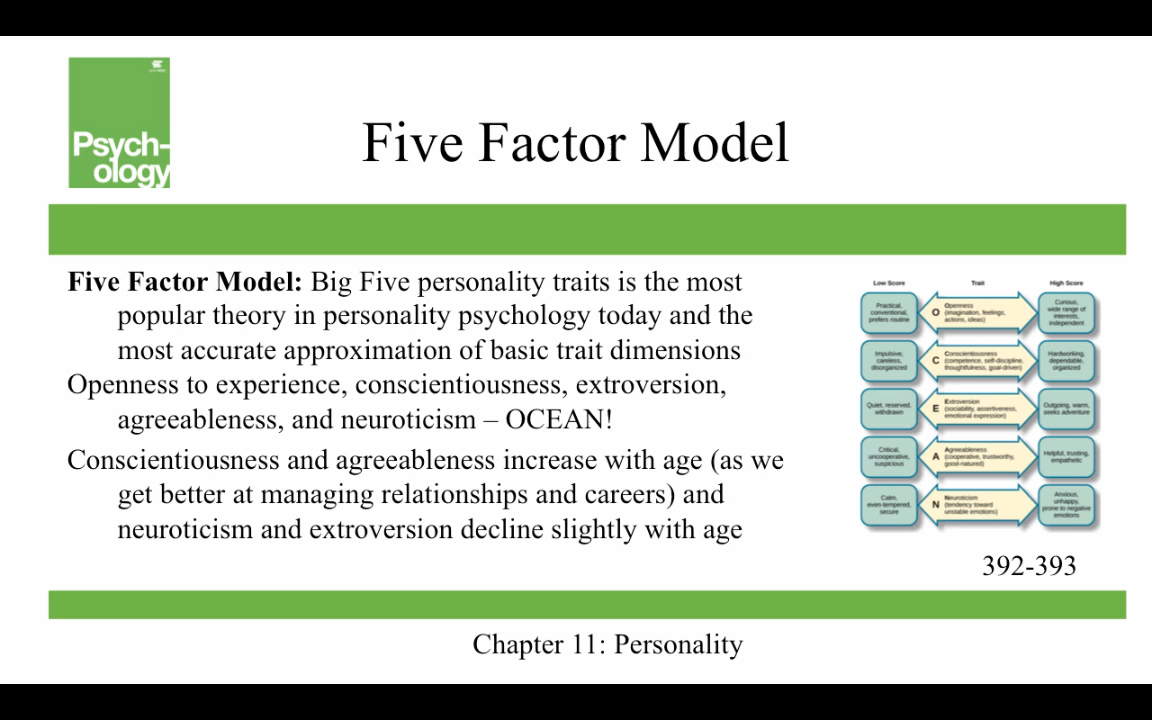 Psych-
ology
Five Factor Model
Five Factor Model: Big Five personality traits is the most
popular theory in personality psychology today and the
most accurate approximation of basic trait dimensions
Openness to experience, conscientiousness, extroversion,
agreeableness, and neuroticism – OCEAN!
Conscientiousness and agreeableness increase with age (as we
get better at managing relationships and careers) and
neuroticism and extroversion decline slightly with age
Low Score
Trait
High Score
Practical,
conventional,
prefers routine
O
Openness
(imagination, feelings,
actions, ideas)
Curious,
wide range of
interests,
independent
Impulsive,
careless,
disorganized
C
Conscientiousness
(competence, self-discipline,
thoughtfulness, goal-driven)
Hardworking,
dependable,
organized
Quiet, reserved,
withdrawn
E
Extroversion
(sociability, assertiveness,
emotional expression)
Outgoing, warm,
seeks adventure
Critical,
uncooperative,
suspicious
A
Agreeableness
(cooperative, trustworthy,
good-natured)
Helpful, trusting,
empathetic
Calm,
even-tempered,
secure
N
Neuroticism
(tendency toward
unstable emotions)
Anxious,
unhappy,
prone to negative
emotions
392-393
Chapter 11: Personality